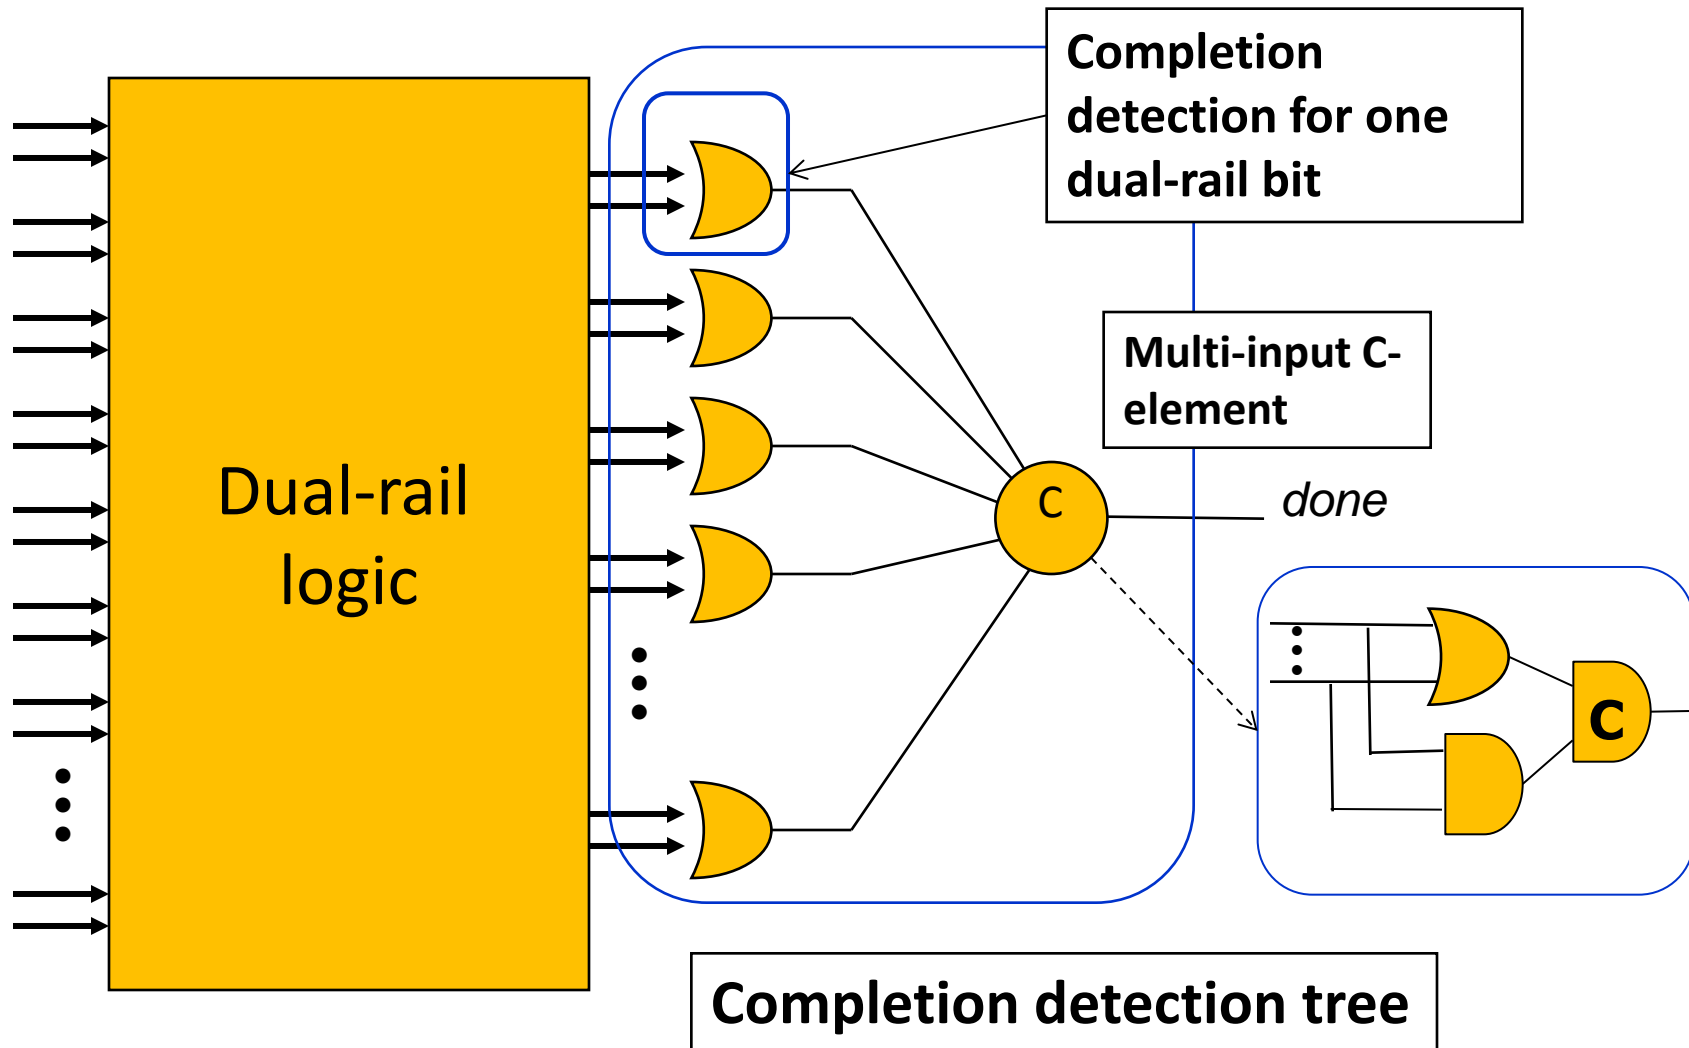 Completion
detection for one
dual-rail bit
Multi-input C-
element
Dual-rail
logic
C
done
C
Completion detection tree